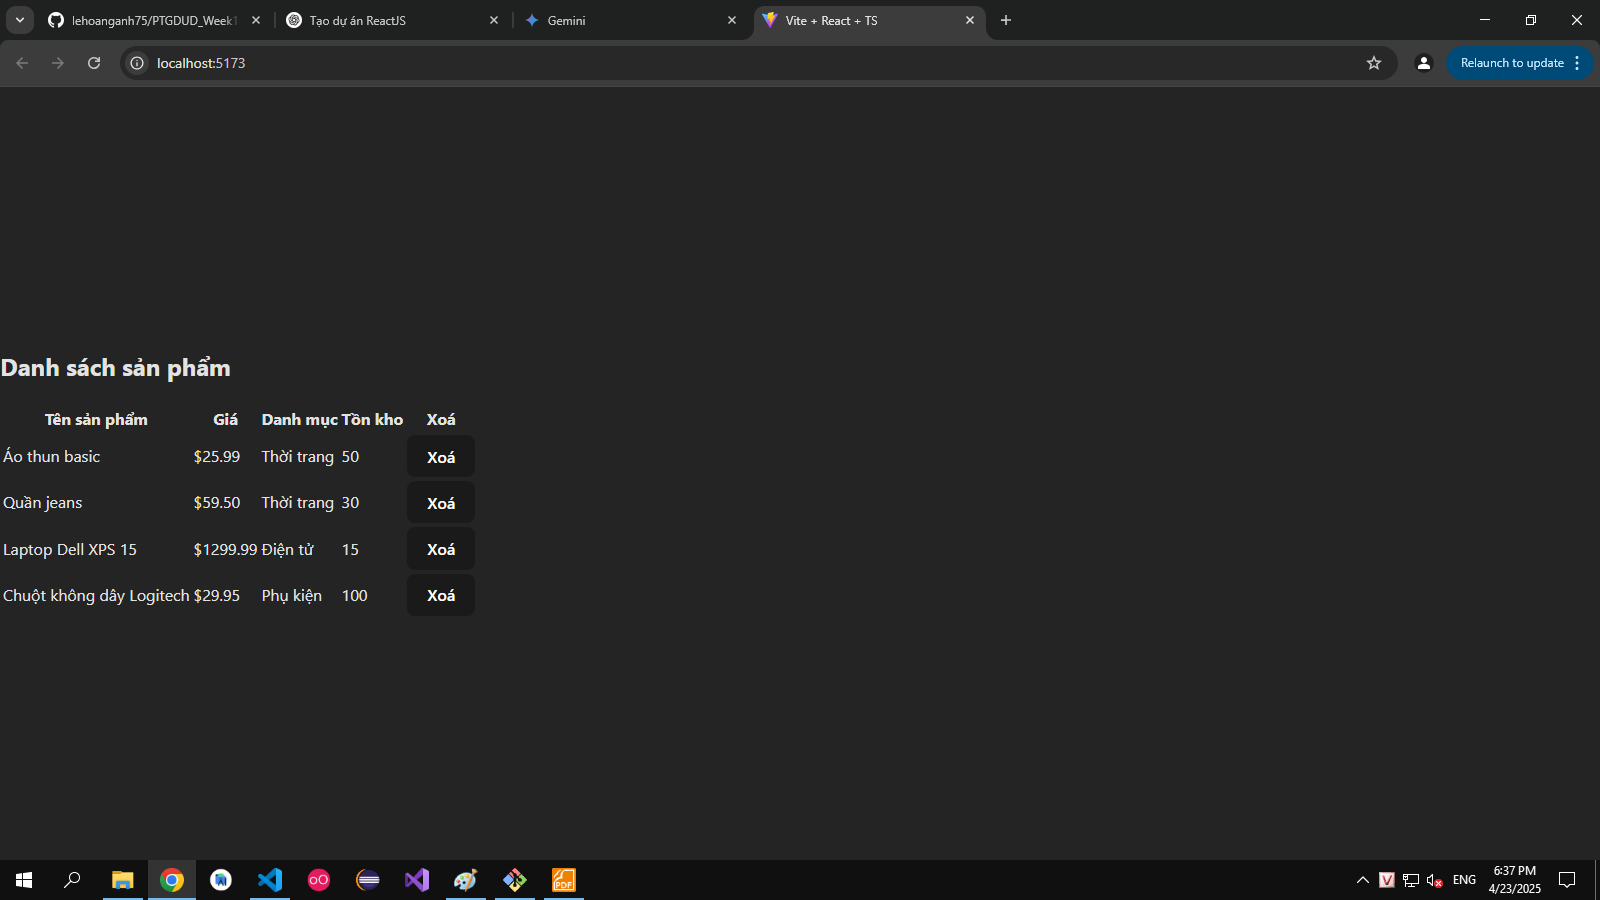 lehoanganh75/PTGDUD_Week1
Tạo dự án ReactJS
Gemini
Vite + React + TS
localhost:5173
Relaunch to update
Danh sách sản phẩm
Tên sản phẩm Giá Danh mục Tồn kho Xoá
Áo thun basic $25.99 Thời trang 50 Xoá
Quần jeans $59.50 Thời trang 30 Xoá
Laptop Dell XPS 15 $1299.99 Điện tử 15 Xoá
Chuột không dây Logitech $29.95 Phụ kiện 100 Xoá
PDF
V
ENG
6:37 PM
4/23/2025